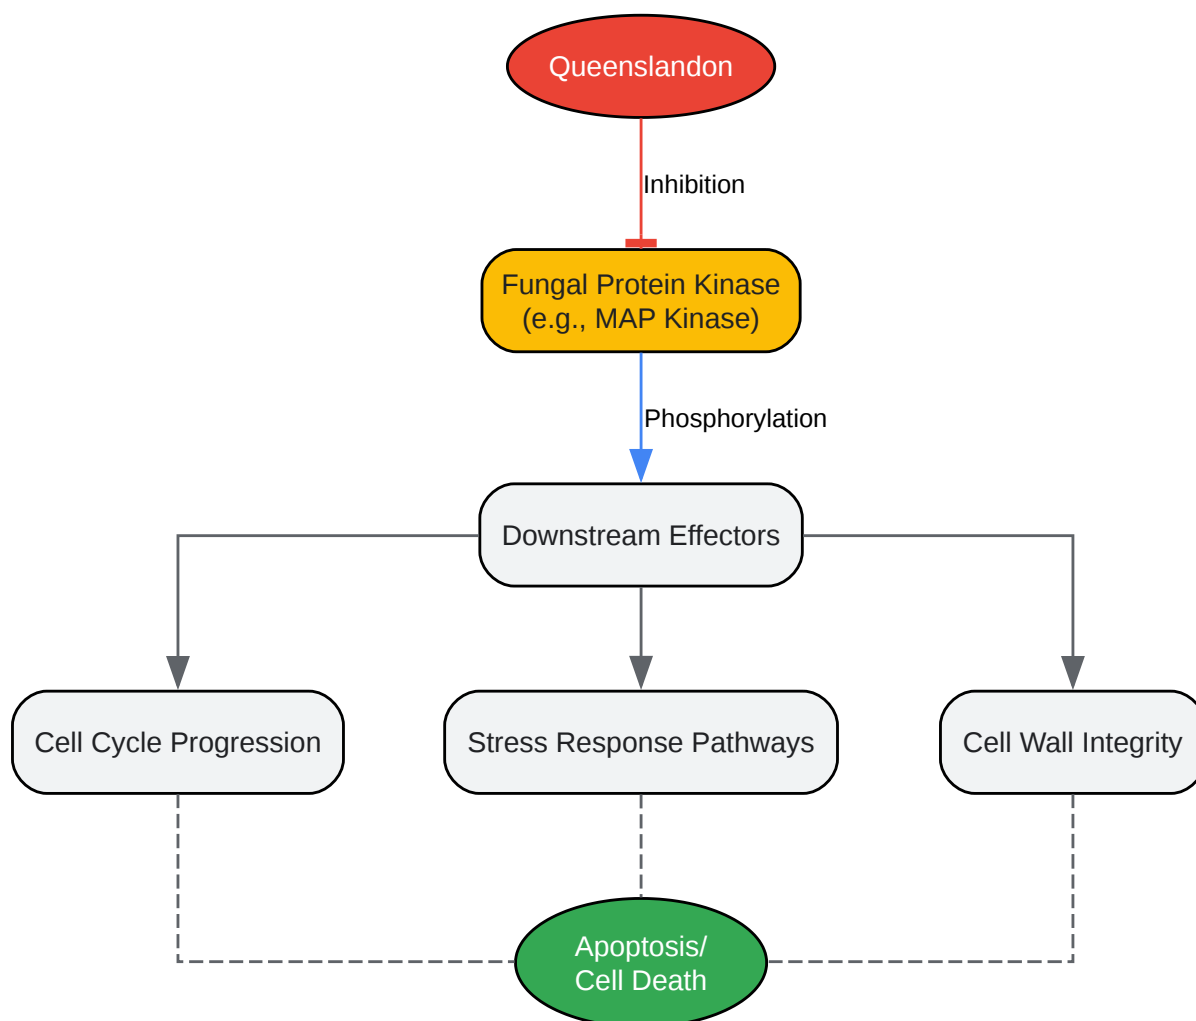 Queenslandon
Inhibition
Fungal Protein Kinase
(e.g., MAP Kinase)
Phosphorylation
Downstream Effectors
Cell Cycle Progression
Stress Response Pathways
Cell Wall Integrity
Apoptosis/
Cell Death